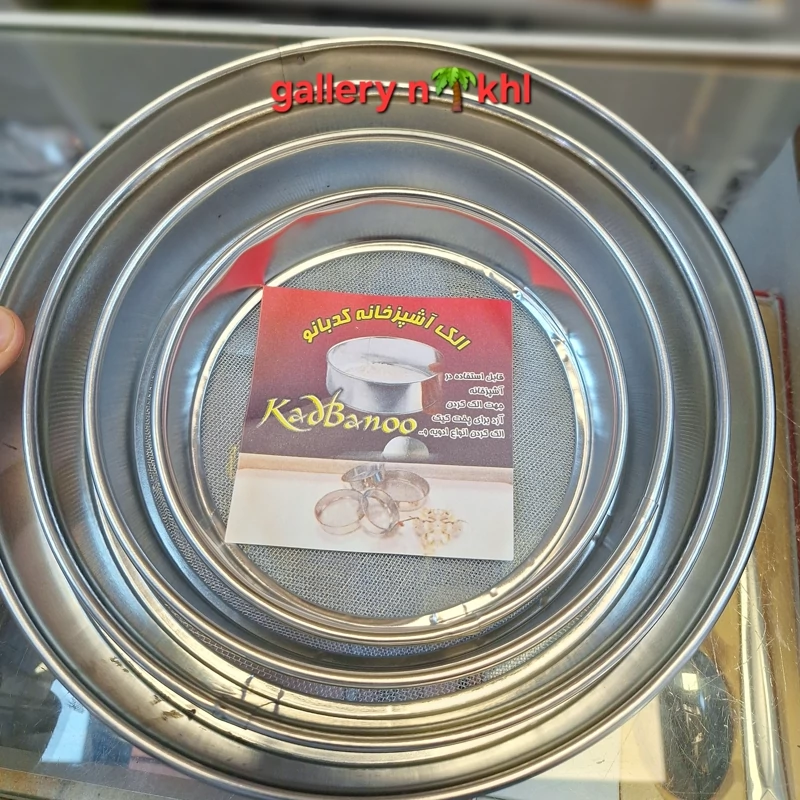 gallery n🌴khl
الک آشپزخانه کدبانو
قابل استفاده در
آشپزخانه
جهت الک کردن
آرد برای پخت کیک
الک کردن انواع ادویه و..
KadBanoo